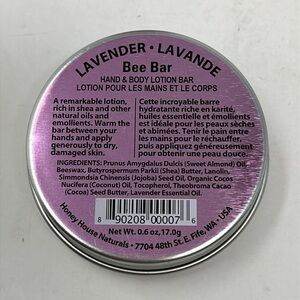 LAVENDER • LAVANDE
Bee Bar
HAND & BODY LOTION BAR
LOTION POUR LES MAINS ET LE CORPS
A remarkable lotion,
rich in shea and other
natural oils and
emollients. Warm the
bar between your
hands and apply
generously to dry,
damaged skin.
Cette incroyable barre
hydratante riche en karité,
huiles essentielle et émollients
est idéale pour les peaux sèches
et abimées. Tenir le pain entre
les mains pour le réchauffer,
puis appliquez généreusement
pour obtenir une peau douce.
INGREDIENTS: Prunus Amygdalus Dulcis (Sweet Almond) Oil,
Beeswax, Butyrospermum Parkii (Shea) Butter, Lanolin,
Simmondsia Chinensis (Jojoba) Seed Oil, Organic Cocos
Nucifera (Coconut) Oil, Tocopherol, Theobroma Cacao
(Cocoa) Seed Butter, Lavender Essential Oil.
8 90208 00007 6
Net Wt. 0.6 oz,17.0g
Honey House Naturals • 7704 48th St. E. Fife, WA • USA